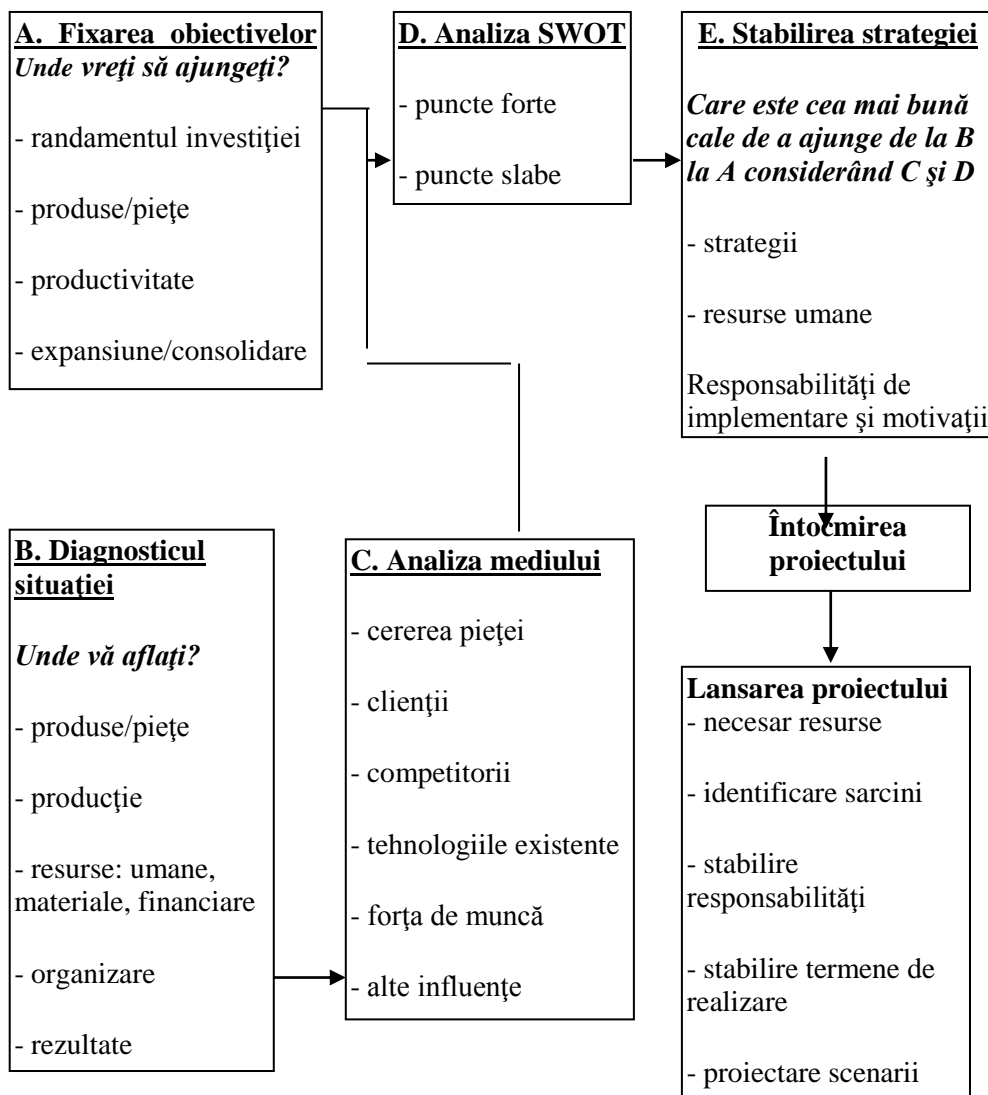 A. Fixarea obiectivelor
Unde vreţi să ajungeţi?
- randamentul investiţiei
- produse/pieţe
- productivitate
- expansiune/consolidare
D. Analiza SWOT
- puncte forte
- puncte slabe
E. Stabilirea strategiei
Care este cea mai bună
cale de a ajunge de la B
la A considerând C şi D
- strategii
- resurse umane
Responsabilităţi de
implementare şi motivaţii
B. Diagnosticul
situaţiei
Unde vă aflaţi?
- produse/pieţe
- producţie
- resurse: umane,
materiale, financiare
- organizare
- rezultate
C. Analiza mediului
- cererea pieţei
- clienţii
- competitorii
- tehnologiile existente
- forţa de muncă
- alte influenţe
Întocmirea
proiectului
Lansarea proiectului
- necesar resurse
- identificare sarcini
- stabilire
responsabilităţi
- stabilire termene de
realizare
- proiectare scenarii